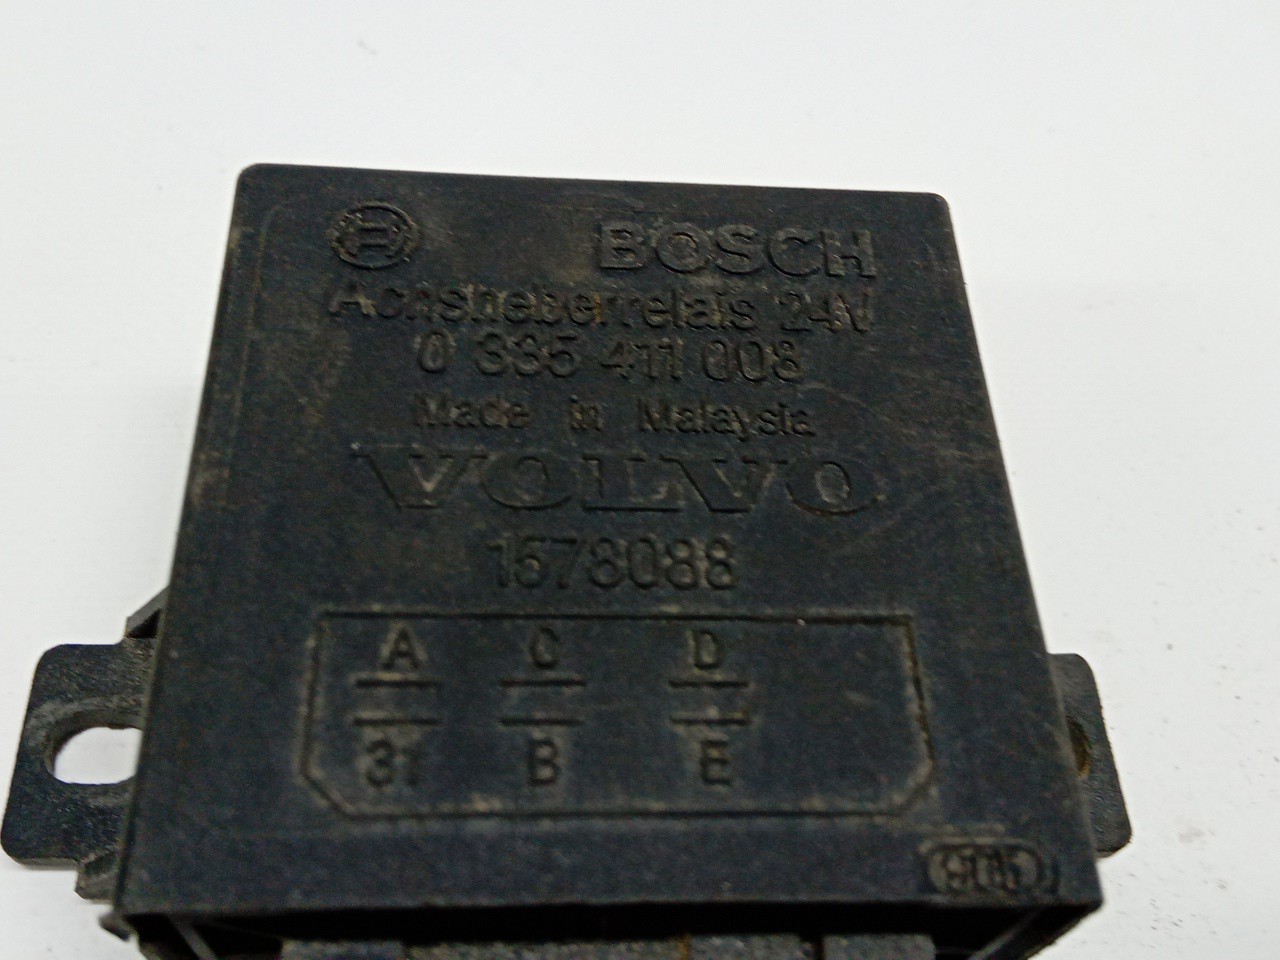 BOSCH
Achsheberrelais 24V
0 335 411 008
Made in Malaysia
VOLVO
1578088
A C D
31 B E